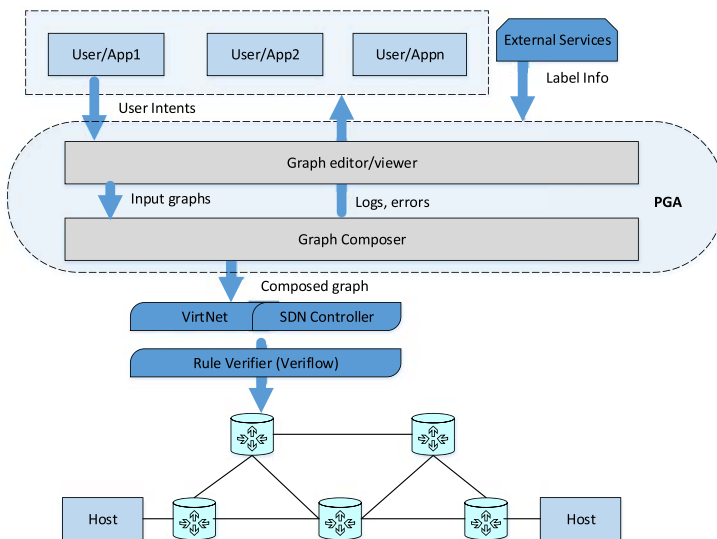 User/App1
User/App2
User/Appn
External Services
Label Info
User Intents
Graph editor/viewer
Input graphs
Logs, errors
PGA
Graph Composer
Composed graph
VirtNet
SDN Controller
Rule Verifier (Veriflow)
Host
Host